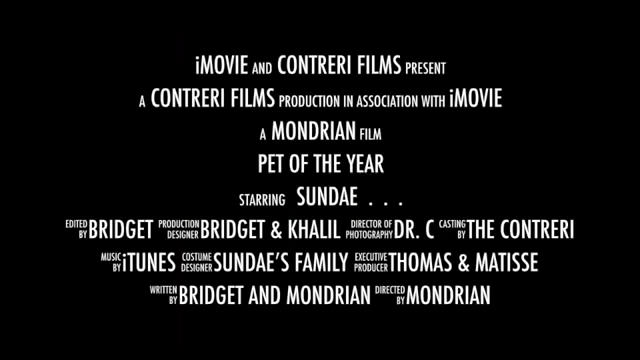 iMOVIE AND CONTRERI FILMS PRESENT
A CONTRERI FILMS PRODUCTION IN ASSOCIATION WITH iMOVIE
A MONDRIAN FILM
PET OF THE YEAR
STARRING SUNDAE . . .
EDITED BY BRIDGET PRODUCTION DESIGNER BRIDGET & KHALIL DIRECTOR OF PHOTOGRAPHY DR. C CASTING BY THE CONTRERI
MUSIC BY iTUNES COSTUME DESIGNER SUNDAE'S FAMILY EXECUTIVE PRODUCER THOMAS & MATISSE
WRITTEN BY BRIDGET AND MONDRIAN DIRECTED BY MONDRIAN